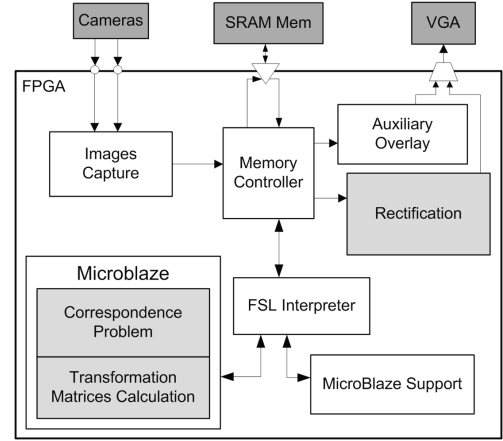 Cameras
SRAM Mem
VGA
FPGA
Images
Capture
Memory
Controller
Auxiliary
Overlay
Rectification
Microblaze
Correspondence
Problem
Transformation
Matrices Calculation
FSL Interpreter
MicroBlaze Support